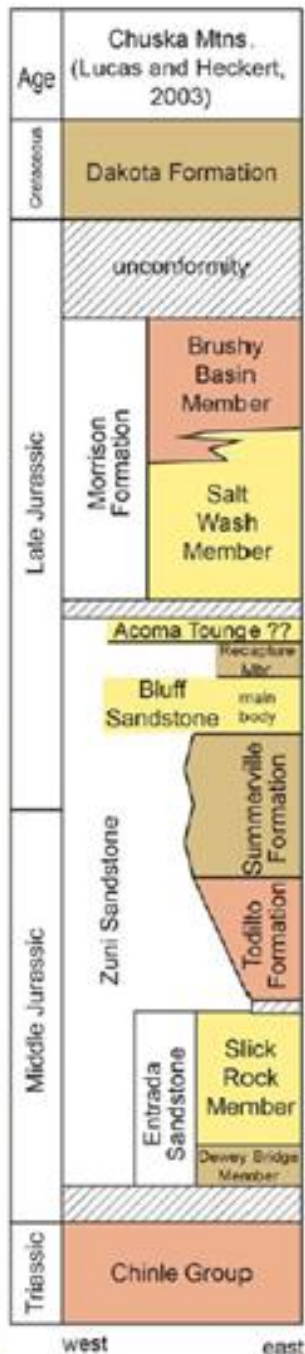 Age
Chuska Mtns.
(Lucas and Heckert,
2003)
Cretaceous
Dakota Formation
unconformity
Late Jurassic
Morrison
Formation
Brushy
Basin
Member
Salt
Wash
Member
Acoma Tounge ??
Recapture
Mbr
Bluff
Sandstone
main
body
Zuni Sandstone
Summerville
Formation
Todilto
Formation
Middle Jurassic
Entrada
Sandstone
Slick
Rock
Member
Dewey Bridge
Member
Triassic
Chinle Group
west
east